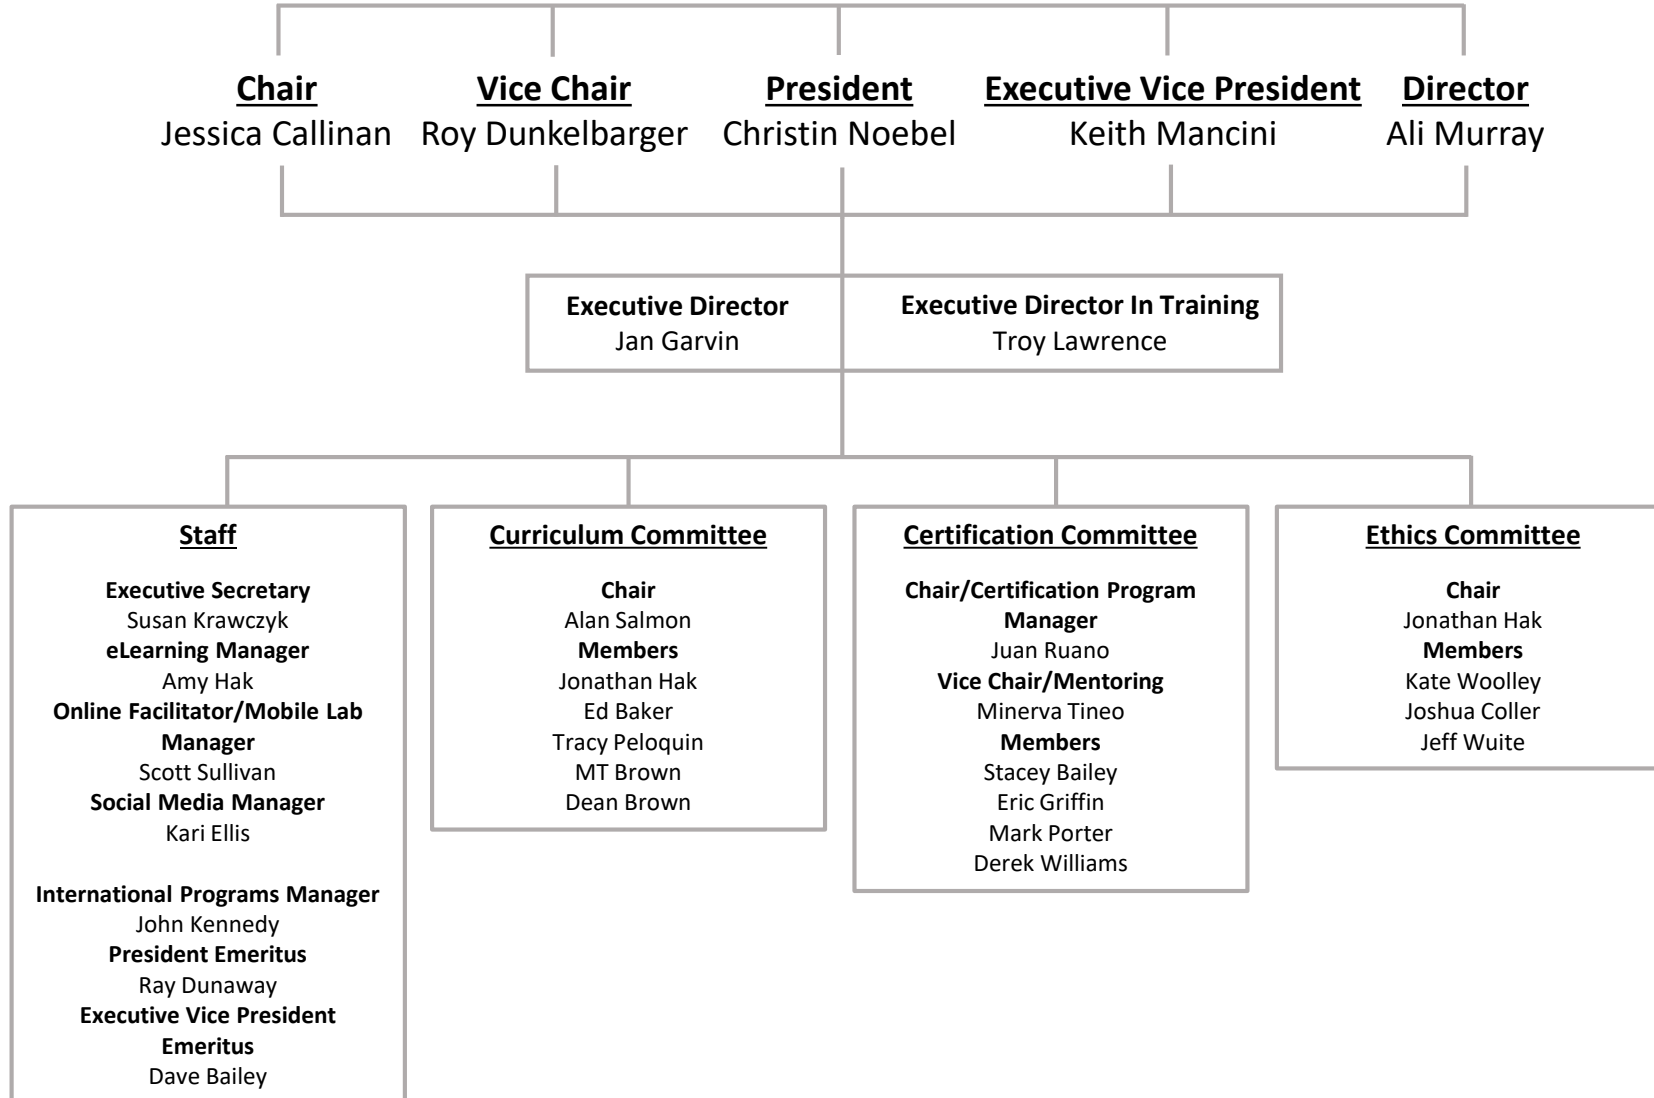 Chair
Jessica Callinan
Vice Chair
Roy Dunkelbarger
President
Christin Noebel
Executive Vice President
Keith Mancini
Director
Ali Murray
Executive Director
Jan Garvin
Executive Director In Training
Troy Lawrence
Staff
Executive Secretary
Susan Krawczyk
eLearning Manager
Amy Hak
Online Facilitator/Mobile Lab
Manager
Scott Sullivan
Social Media Manager
Kari Ellis
International Programs Manager
John Kennedy
President Emeritus
Ray Dunaway
Executive Vice President
Emeritus
Dave Bailey
Curriculum Committee
Chair
Alan Salmon
Members
Jonathan Hak
Ed Baker
Tracy Peloquin
MT Brown
Dean Brown
Certification Committee
Chair/Certification Program
Manager
Juan Ruano
Vice Chair/Mentoring
Minerva Tineo
Members
Stacey Bailey
Eric Griffin
Mark Porter
Derek Williams
Ethics Committee
Chair
Jonathan Hak
Members
Kate Woolley
Joshua Coller
Jeff Wuite